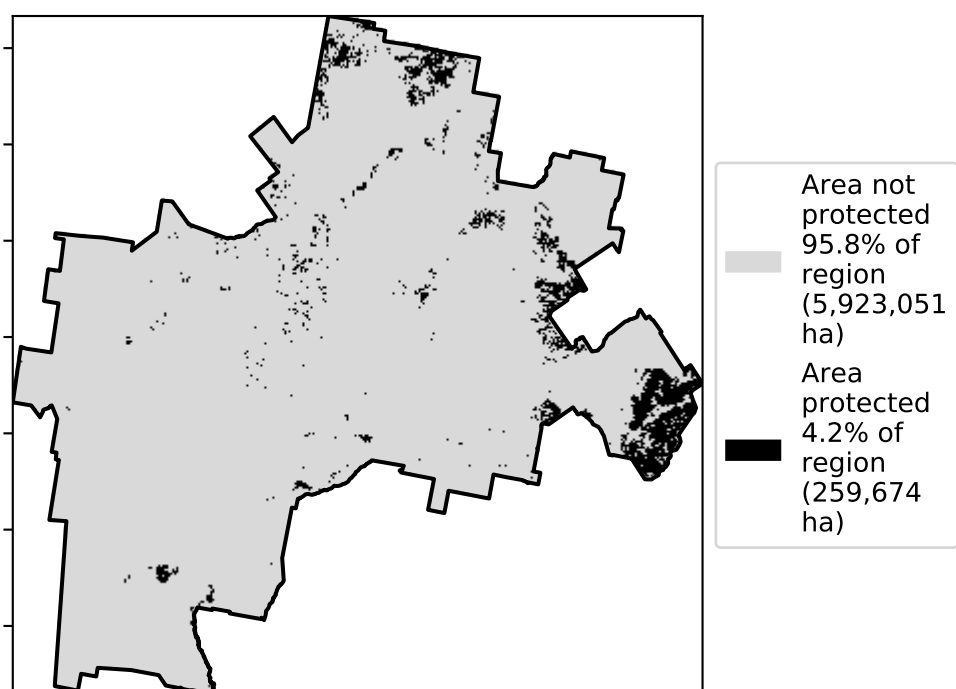 Area not
protected
95.8% of
region
(5,923,051
ha)
Area
protected
4.2% of
region
(259,674
ha)